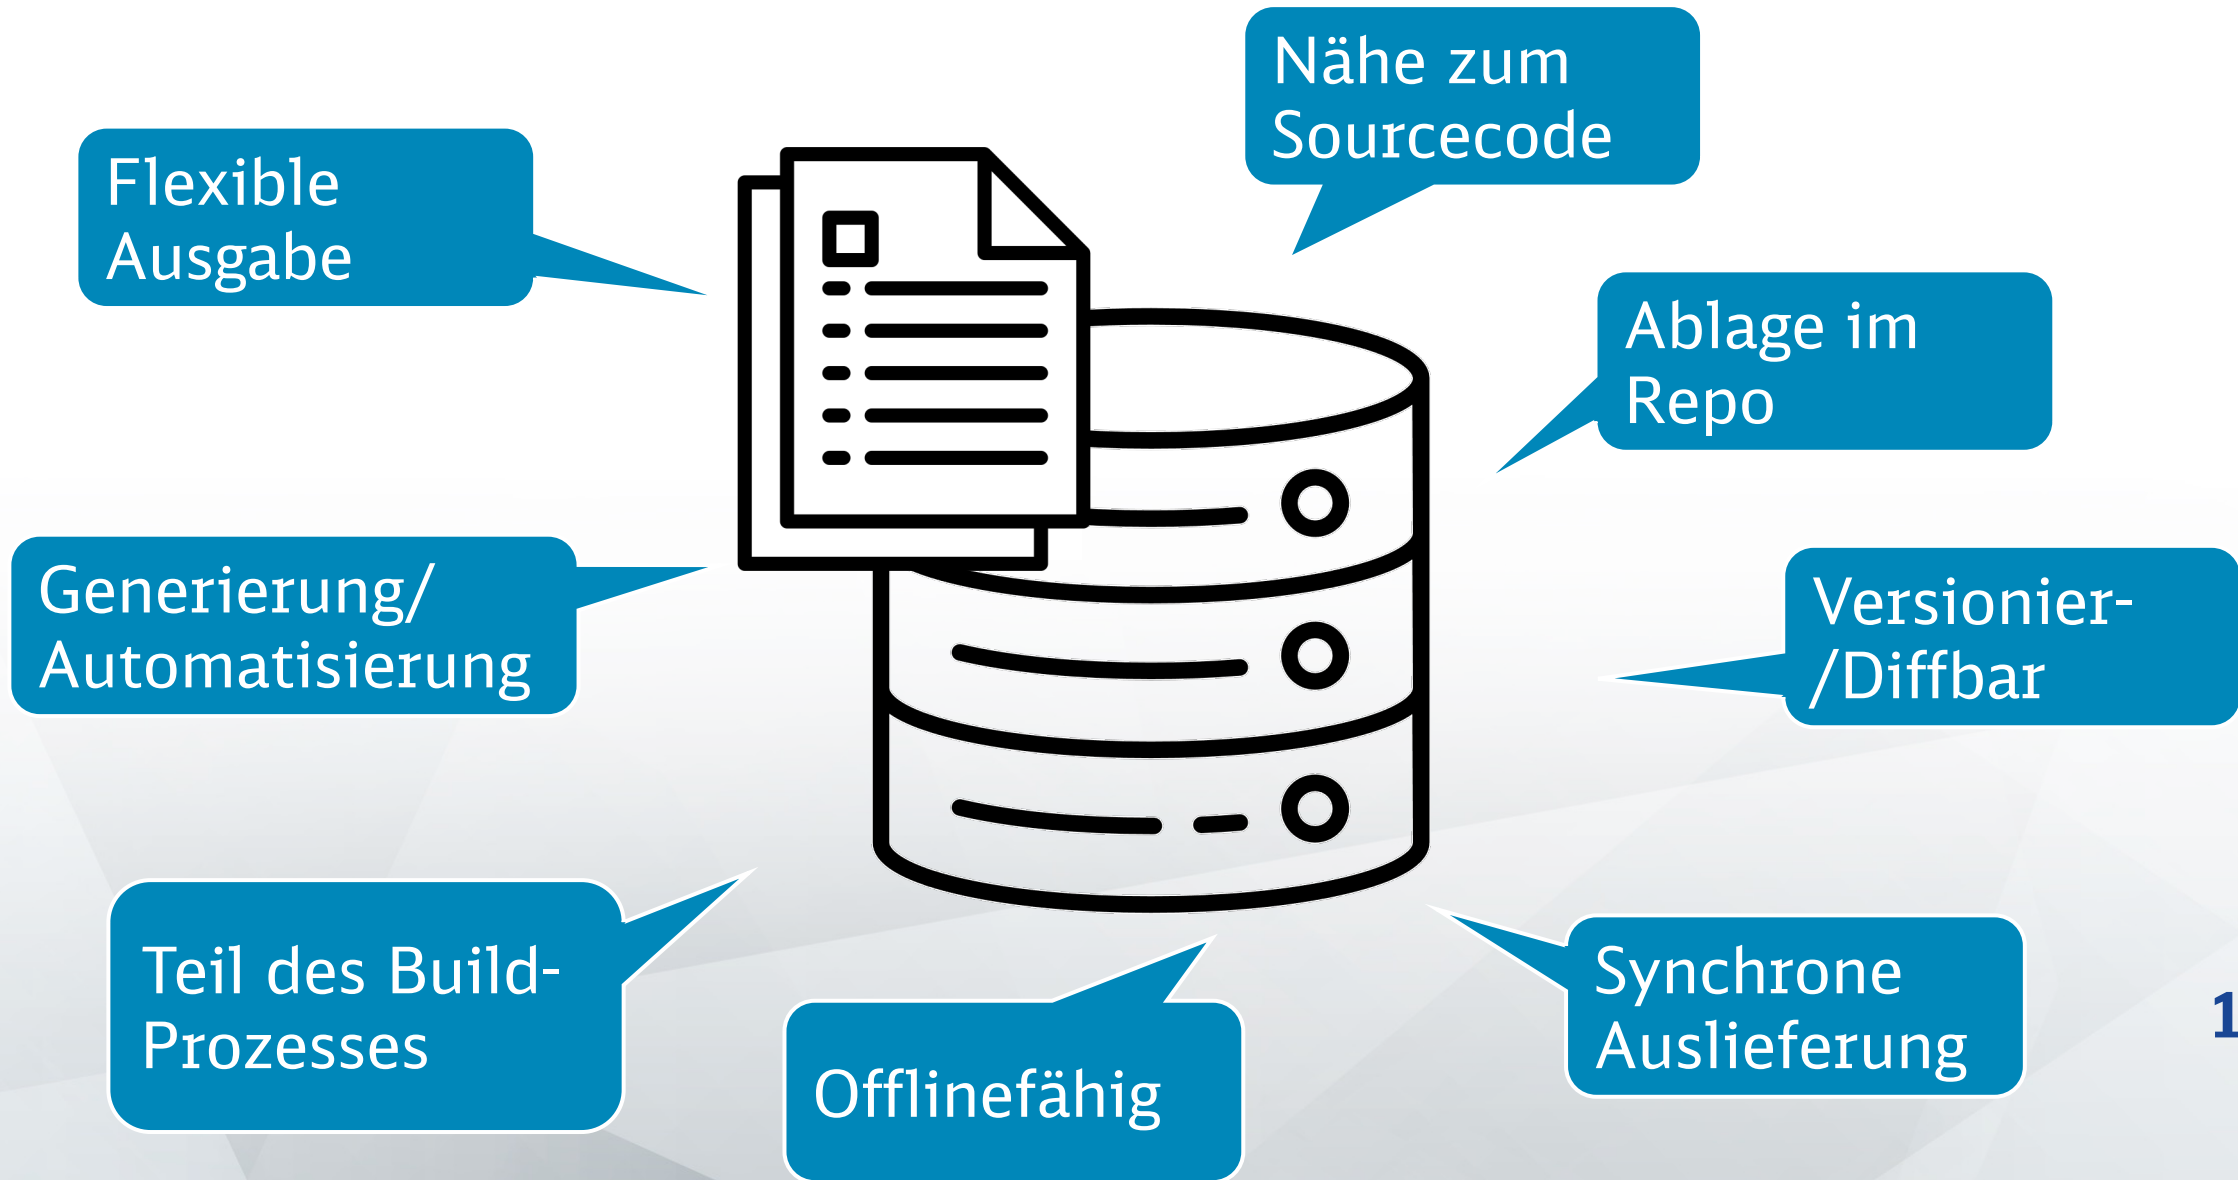 Nähe zum
Sourcecode
Flexible
Ausgabe
Ablage im
Repo
Generierung/
Automatisierung
Versionier-
/Diffbar
Teil des Build-
Prozesses
Synchrone
Auslieferung
Offlinefähig
1